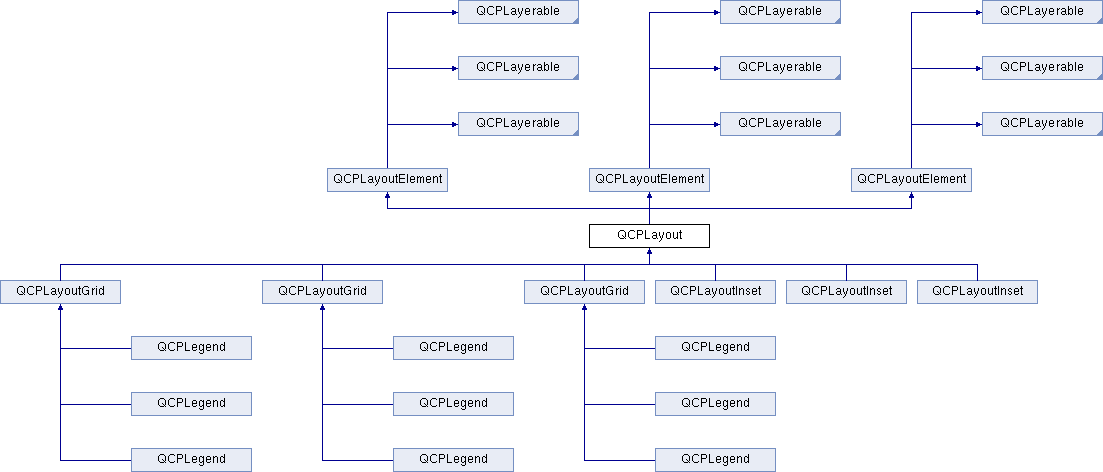 QCPLayerable QCPLayerable QCPLayerable
QCPLayerable QCPLayerable QCPLayerable
QCPLayerable QCPLayerable QCPLayerable
QCPLayoutElement QCPLayoutElement QCPLayoutElement
QCPLayout
QCPLayoutGrid QCPLayoutGrid QCPLayoutGrid QCPLayoutInset QCPLayoutInset QCPLayoutInset
QCPLegend QCPLegend QCPLegend
QCPLegend QCPLegend QCPLegend
QCPLegend QCPLegend QCPLegend